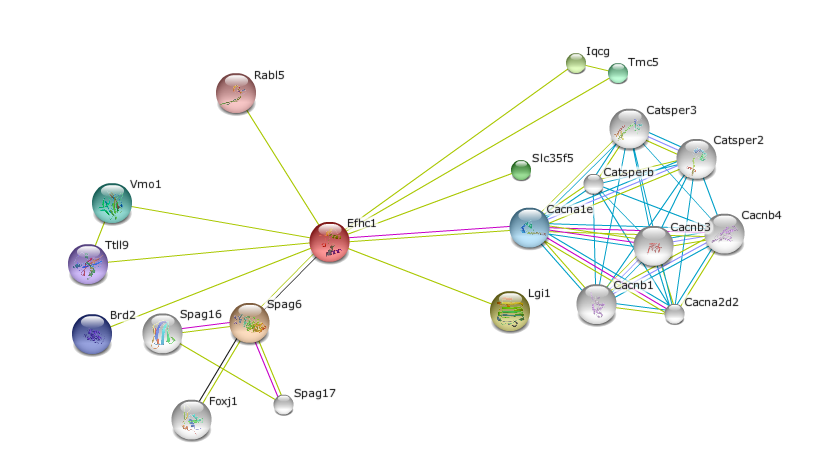 Iqcg
Tmc5
Rabl5
Catsper3
Catsper2
Slc35f5
Catsperb
Vmo1
Cacna1e
Efhc1
Cacnb4
Cacnb3
Ttll9
Cacnb1
Lgi1
Cacna2d2
Spag6
Brd2
Spag16
Spag17
Foxj1